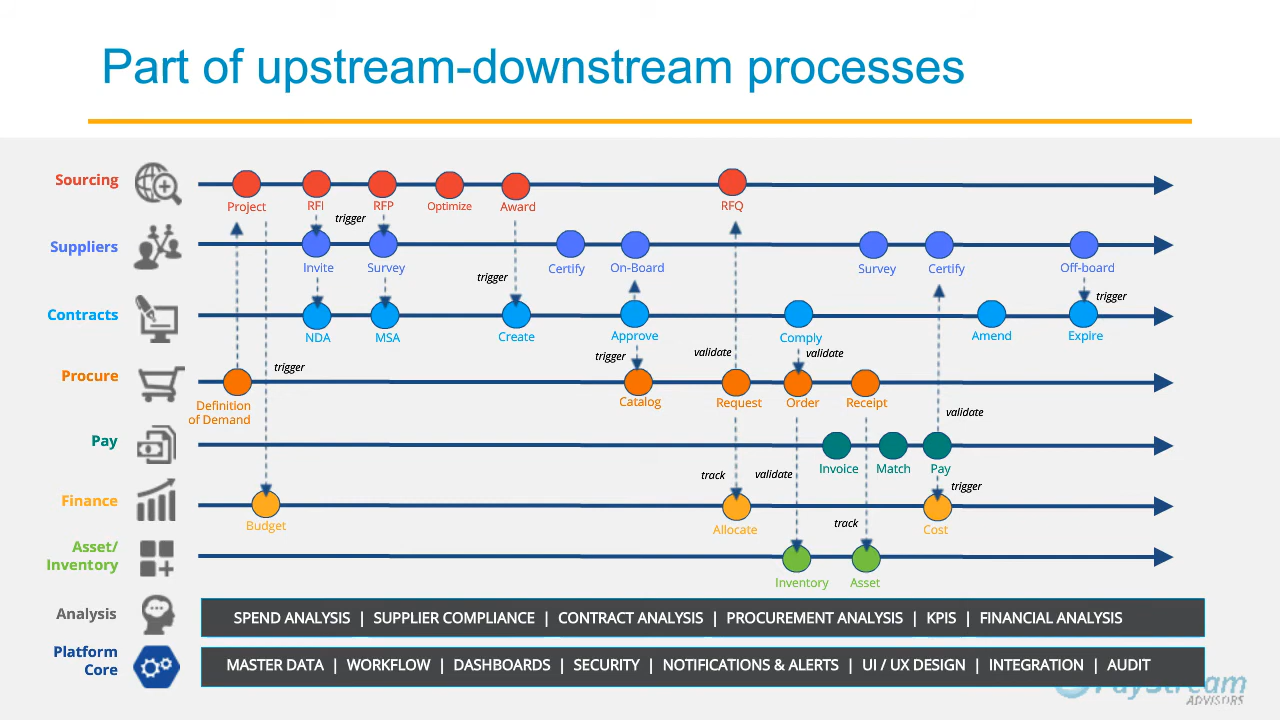 Part of upstream-downstream processes
Sourcing
Project
RFI
RFP
Optimize
Award
RFQ
trigger
Suppliers
Invite
Survey
Certify
On-Board
Survey
Certify
Off-board
trigger
trigger
Contracts
NDA
MSA
Create
Approve
Comply
Amend
Expire
trigger
trigger
validate
validate
Procure
Definition
of Demand
Catalog
Request
Order
Receipt
validate
Pay
Invoice
Match
Pay
track
validate
trigger
Finance
Budget
Allocate
Cost
track
Asset/
Inventory
Inventory
Asset
Analysis
SPEND ANALYSIS | SUPPLIER COMPLIANCE | CONTRACT ANALYSIS | PROCUREMENT ANALYSIS | KPIS | FINANCIAL ANALYSIS
Platform
Core
MASTER DATA | WORKFLOW | DASHBOARDS | SECURITY | NOTIFICATIONS & ALERTS | UI / UX DESIGN | INTEGRATION | AUDIT
PayStream
ADVISORS